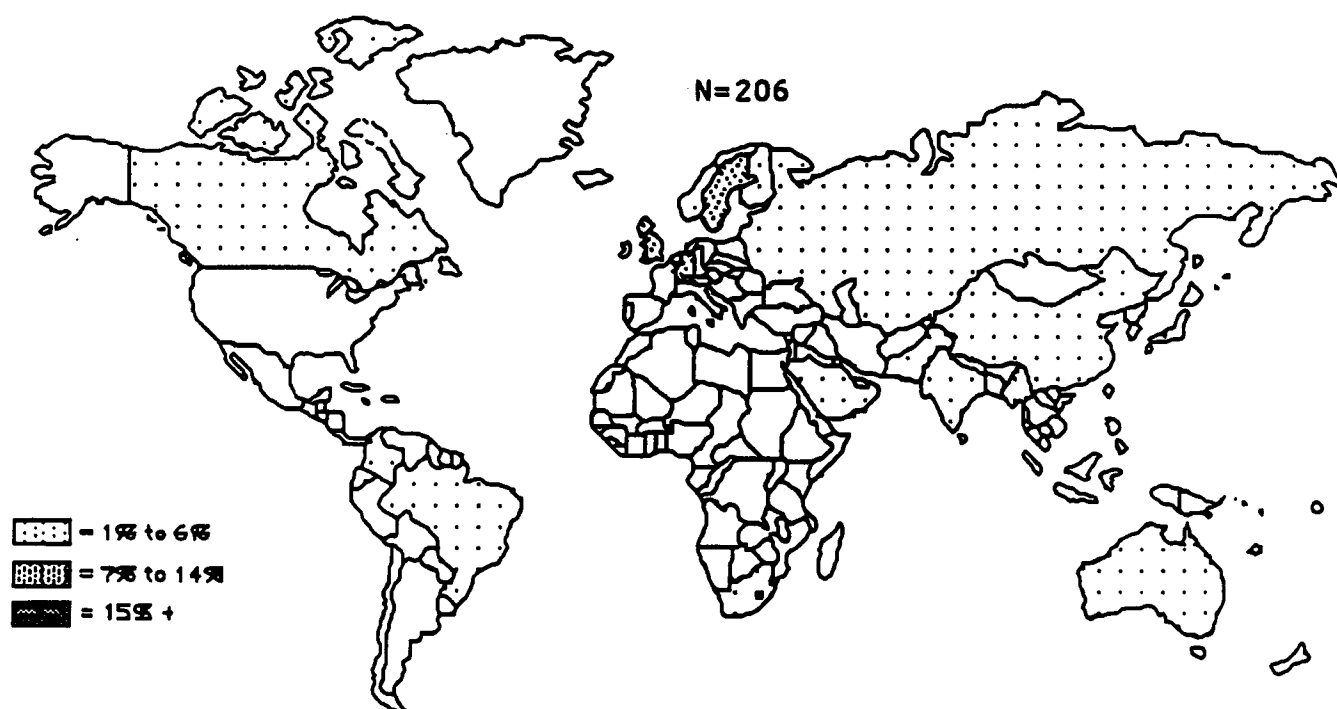 N=206
= 1% to 6%
= 7% to 14%
= 15% +